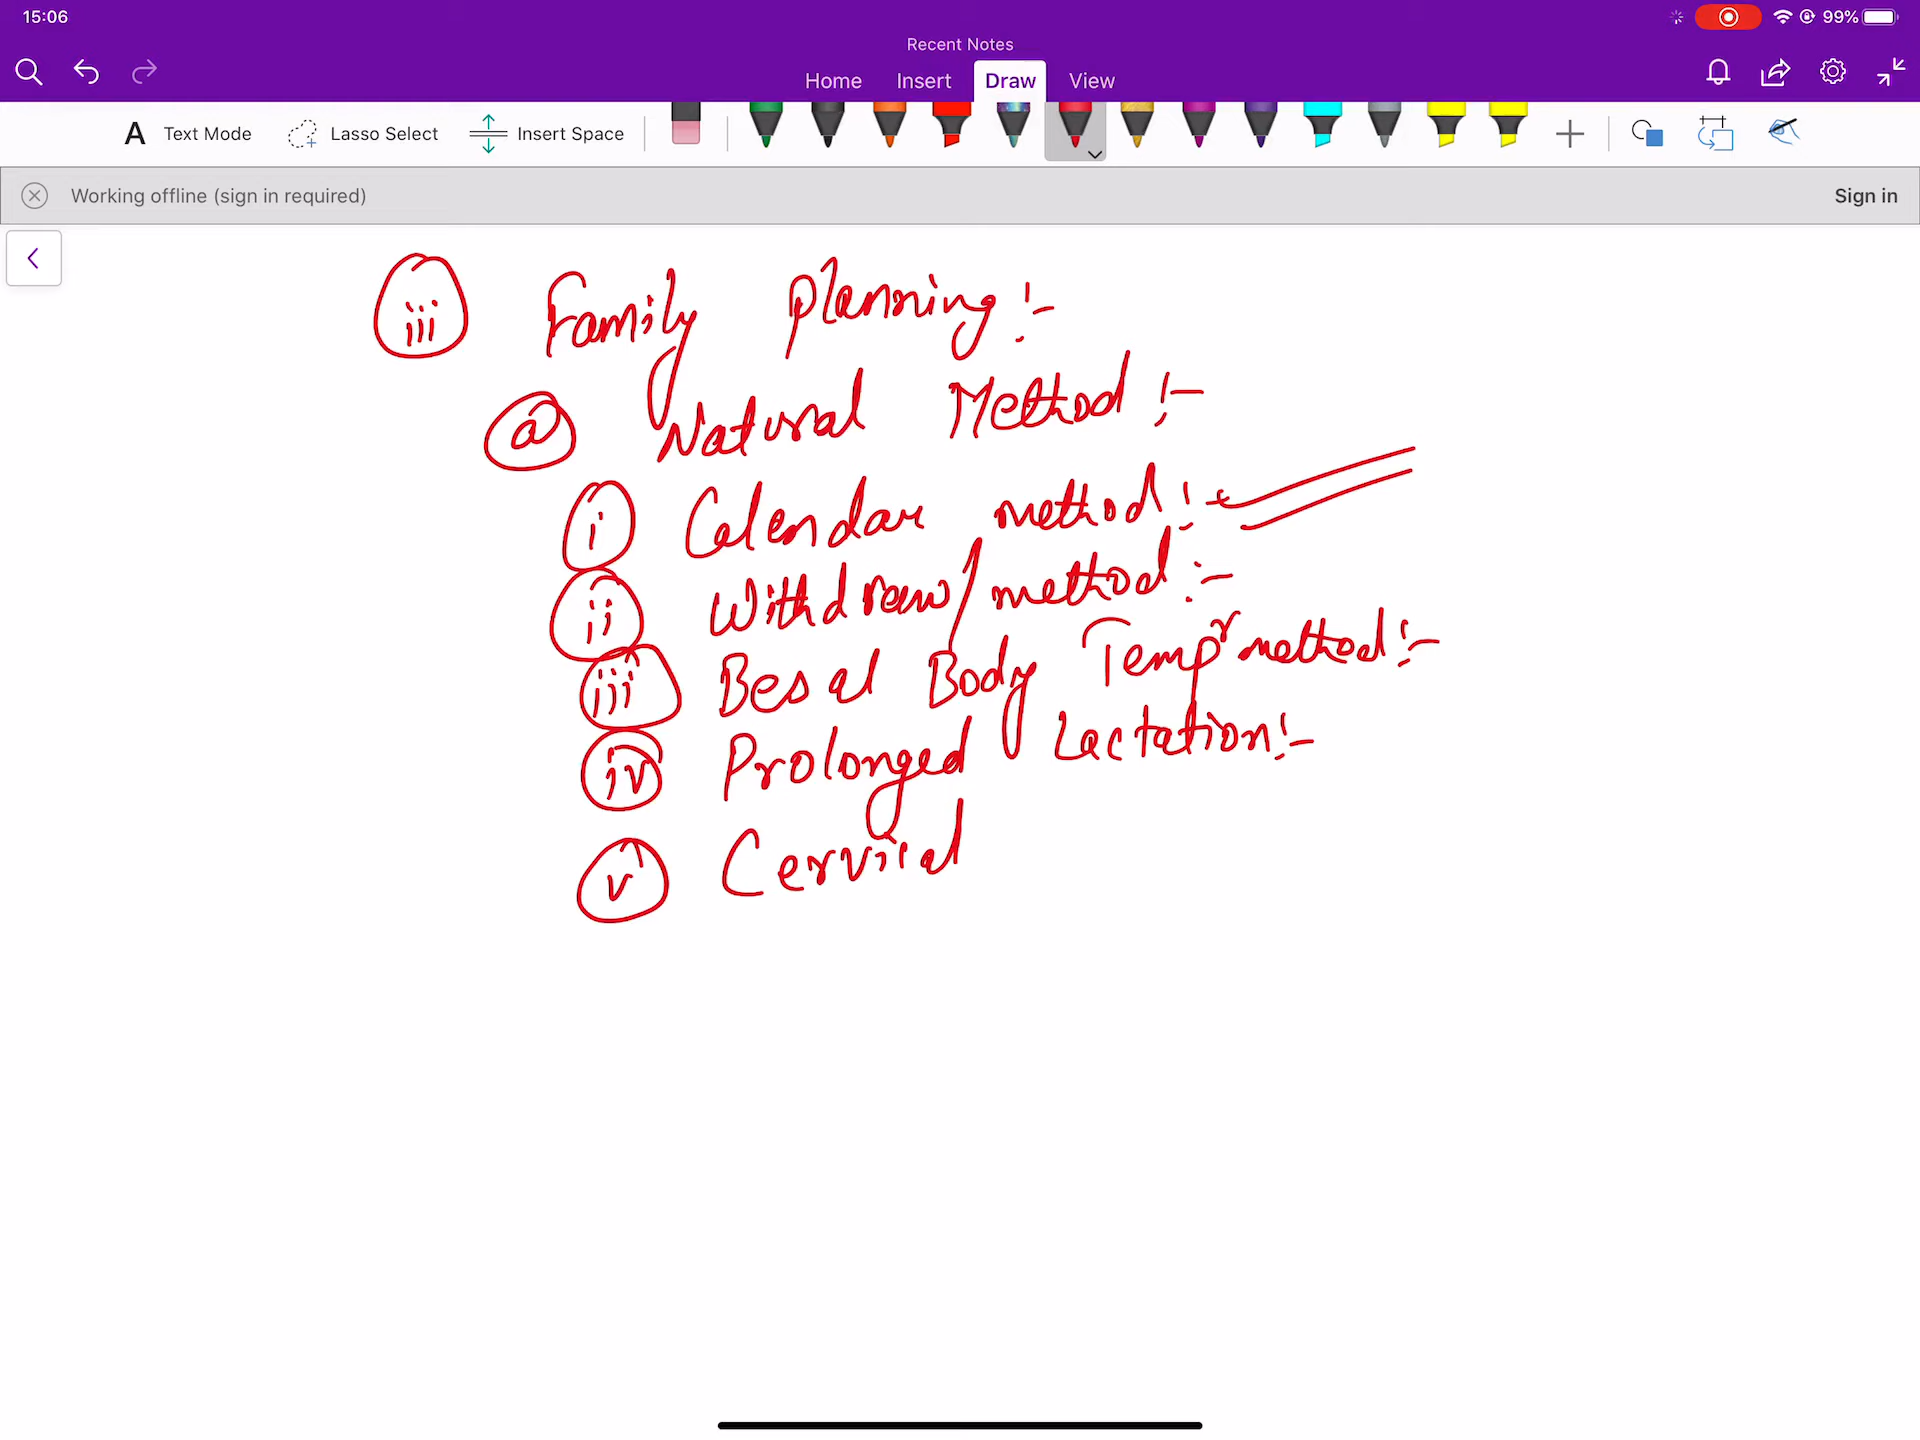 15:06
99%
Recent Notes
Home Insert Draw View
A Text Mode Lasso Select Insert Space
Working offline (sign in required) Sign in
iii Family Planning :-
a Natural Method :-
i Calendar method :-
ii Withdraw/method :-
iii Besal Body Tempr method :-
iv Prolonged Lactation :-
v Cervical